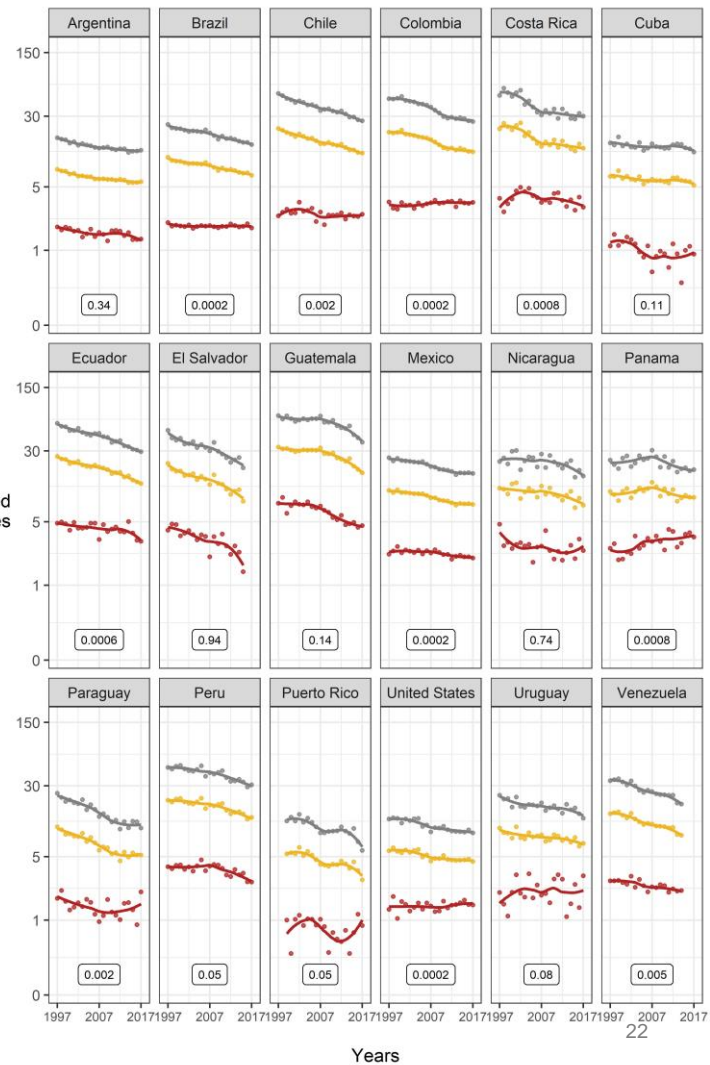 Argentina Brazil Chile Colombia Costa Rica Cuba
150
30
5
1
0
0.34 0.0002 0.002 0.0002 0.0008 0.11
Ecuador El Salvador Guatemala Mexico Nicaragua Panama
150
30
d
es
5
1
0
0.0006 0.94 0.14 0.0002 0.74 0.0008
Paraguay Peru Puerto Rico United States Uruguay Venezuela
150
30
5
1
0
0.002 0.05 0.05 0.0002 0.08 0.005
1997 2007 2017 1997 2007 2017 1997 2007 2017 1997 2007 2017 1997 2007 2017 1997 2007 2017
22
Years